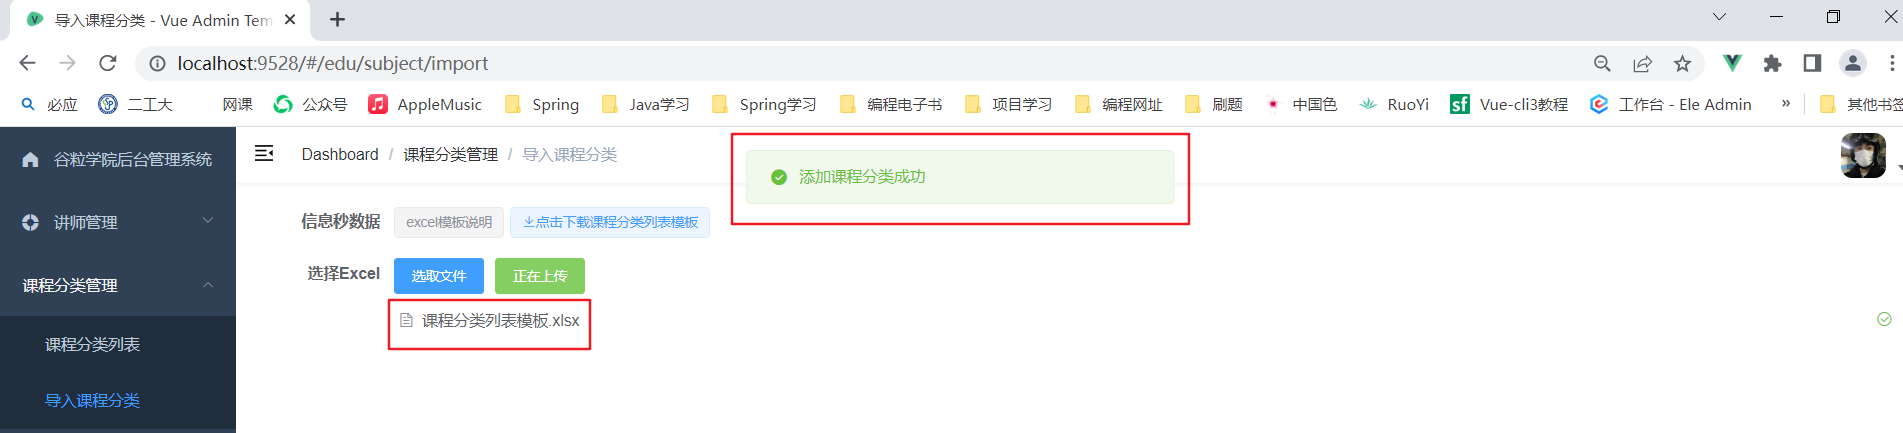 导入课程分类 - Vue Admin Tem
localhost:9528/#/edu/subject/import
必应 二工大 网课 公众号 AppleMusic Spring Java学习 Spring学习 编程电子书 项目学习 编程网址 刷题 中国色 RuoYi Vue-cli3教程 工作台 - Ele Admin » 其他书签
谷粒学院后台管理系统
Dashboard / 课程分类管理 / 导入课程分类
添加课程分类成功
讲师管理
信息秒数据 excel模板说明 点击下载课程分类列表模板
课程分类管理
选择Excel 选取文件 正在上传
课程分类列表模板.xlsx
课程分类列表
导入课程分类